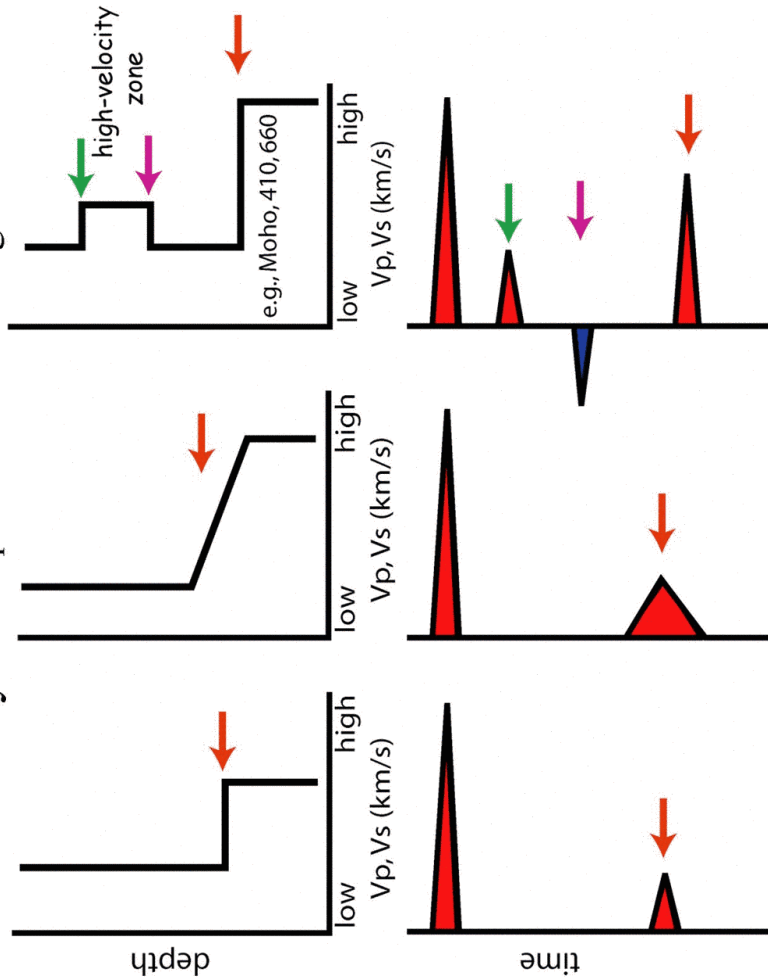 high-velocity
zone
depth
e.g., Moho, 410, 660
low high low high low high
Vp, Vs (km/s) Vp, Vs (km/s) Vp, Vs (km/s)
time